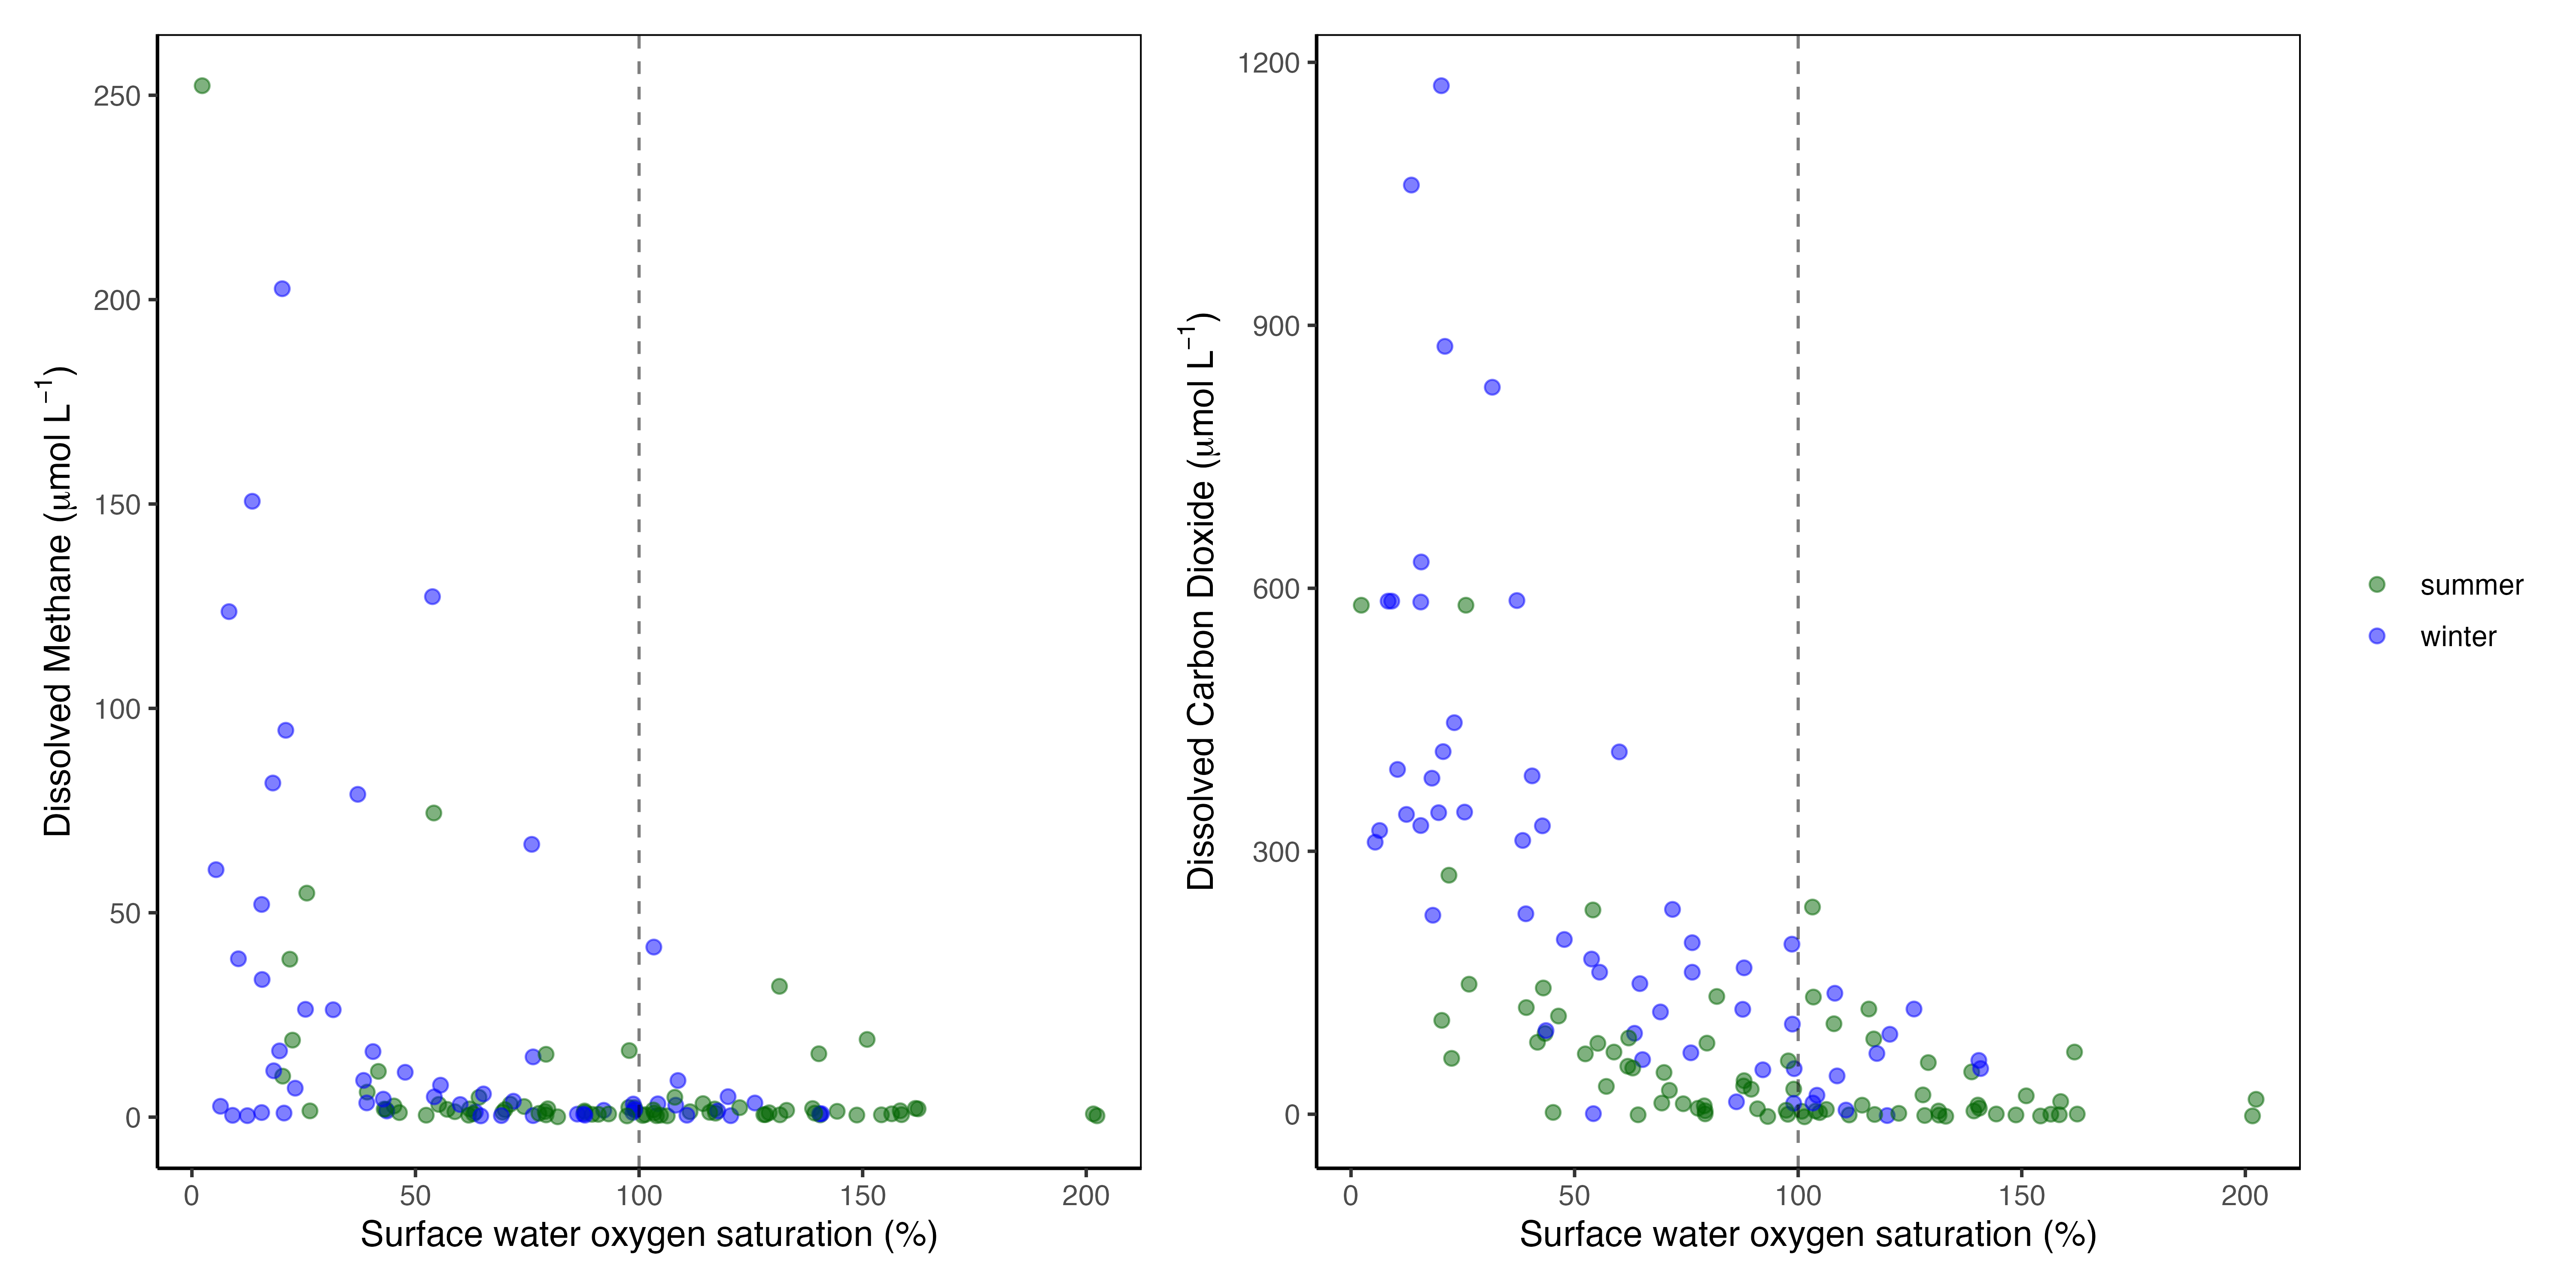 Dissolved Methane (μmol L⁻¹)
250
200
150
100
50
0
0 50 100 150 200
Surface water oxygen saturation (%)
Dissolved Carbon Dioxide (μmol L⁻¹)
1200
900
600
300
0
0 50 100 150 200
Surface water oxygen saturation (%)
summer
winter